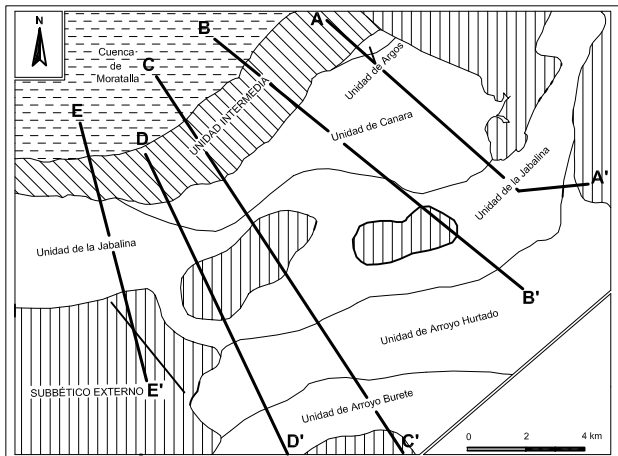 N
A
B
Cuenca
de
Moratalla
C
Unidad de Argos
UNIDAD INTERMEDIA
E
Unidad de Canara
D
Unidad de la Jabalina
A'
Unidad de la Jabalina
B'
Unidad de Arroyo Hurtado
SUBBÉTICO EXTERNO
E'
Unidad de Arroyo Burete
D'
C'
0 2 4 km